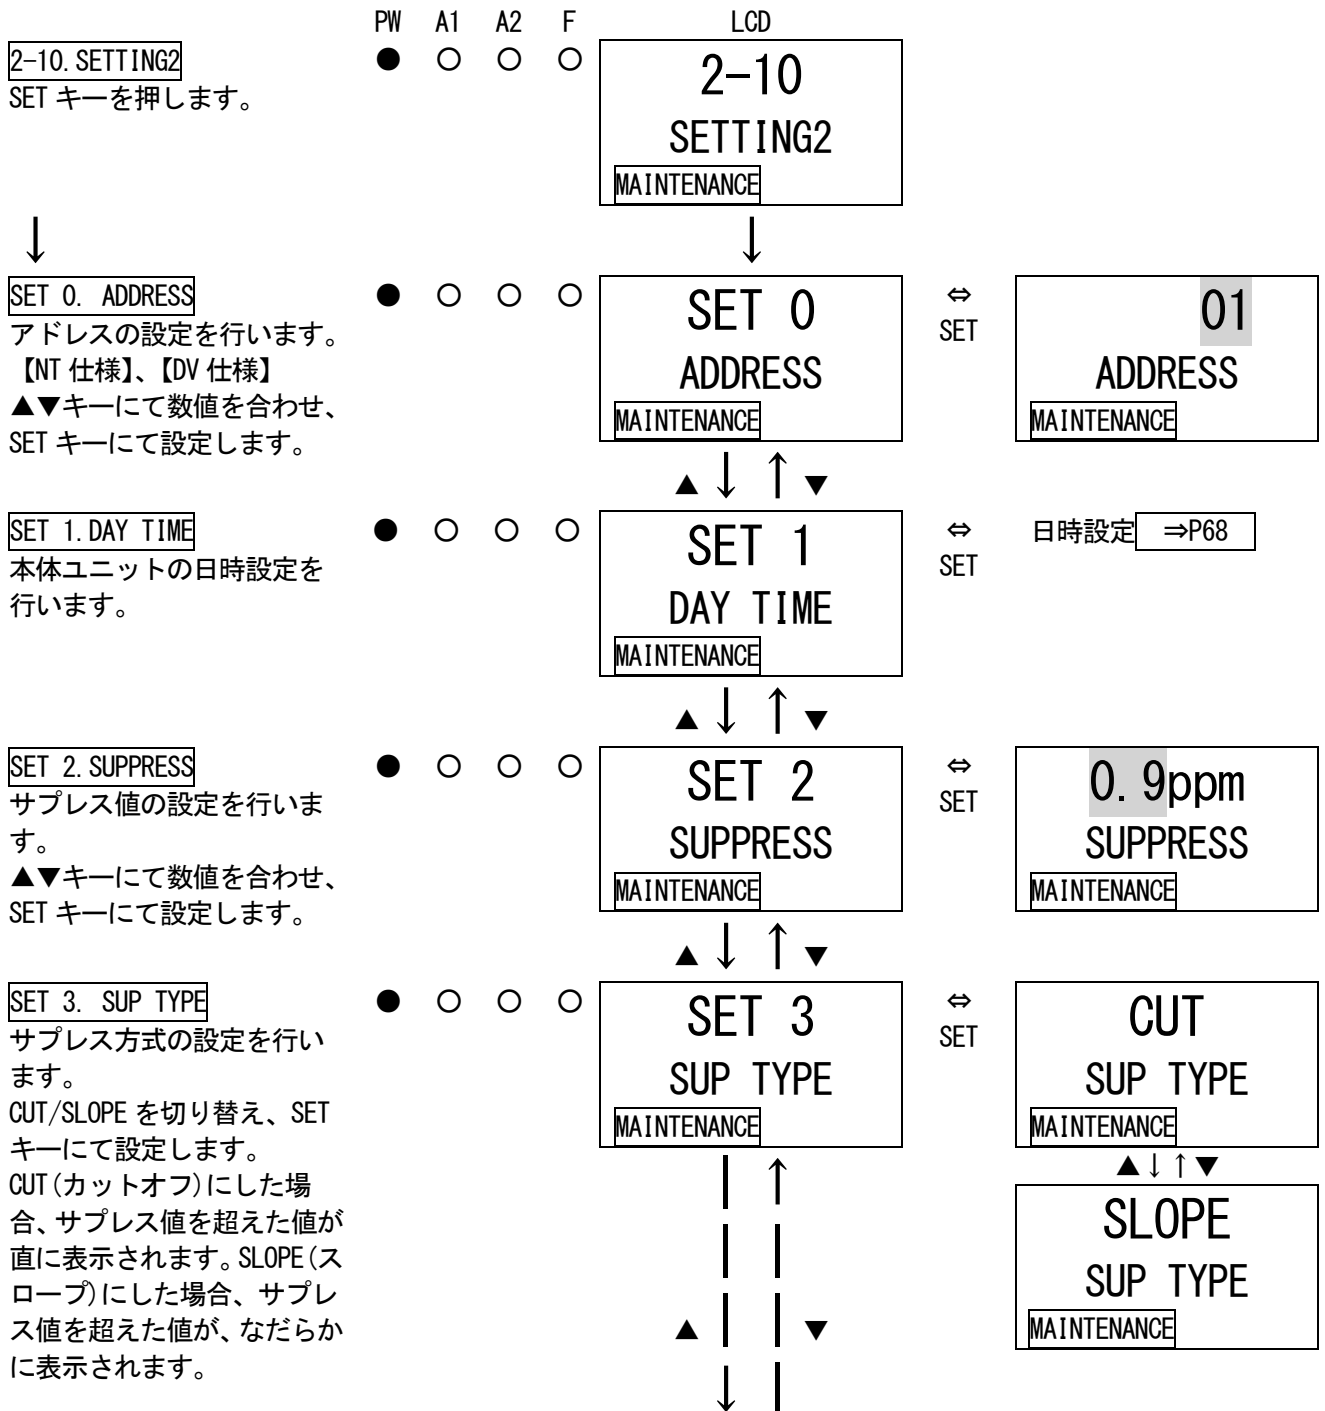 PW A1 A2 F LCD
2-10.SETTING2 ● ○ ○ ○ 2-10
SETキーを押します。
SETTING2
MAINTENANCE
↓ ↓
SET 0. ADDRESS ● ○ ○ ○ SET 0 ⇔ 01
アドレスの設定を行います。 SET
【NT仕様】、【DV仕様】 ADDRESS ADDRESS
▲▼キーにて数値を合わせ、 MAINTENANCE MAINTENANCE
SETキーにて設定します。
▲↓ ↑▼
SET 1.DAY TIME ● ○ ○ ○ SET 1 ⇔ 日時設定 ⇒P68
本体ユニットの日時設定を SET
行います。 DAY TIME
MAINTENANCE
▲↓ ↑▼
SET 2.SUPPRESS ● ○ ○ ○ SET 2 ⇔ 0.9ppm
サプレス値の設定を行いま SET
す。 SUPPRESS SUPPRESS
▲▼キーにて数値を合わせ、 MAINTENANCE MAINTENANCE
SETキーにて設定します。
▲↓ ↑▼
SET 3. SUP TYPE ● ○ ○ ○ SET 3 ⇔ CUT
サプレス方式の設定を行い SET
ます。 SUP TYPE SUP TYPE
CUT/SLOPEを切り替え、SET MAINTENANCE MAINTENANCE
キーにて設定します。 ▲↓↑▼
CUT(カットオフ)にした場
合、サプレス値を超えた値が SLOPE
直に表示されます。SLOPE(ス
ロープ)にした場合、サプレ SUP TYPE
ス値を超えた値が、なだらか ▲ ▼ MAINTENANCE
に表示されます。